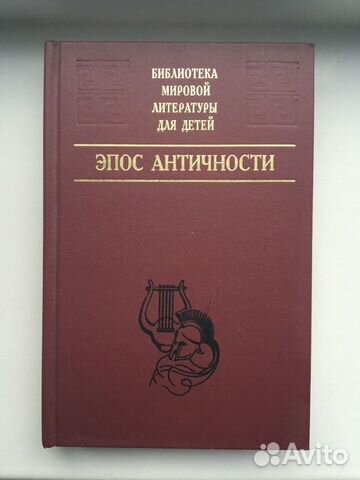 БИБЛИОТЕКА
МИРОВОЙ
ЛИТЕРАТУРЫ
ДЛЯ ДЕТЕЙ
ЭПОС АНТИЧНОСТИ
Avito